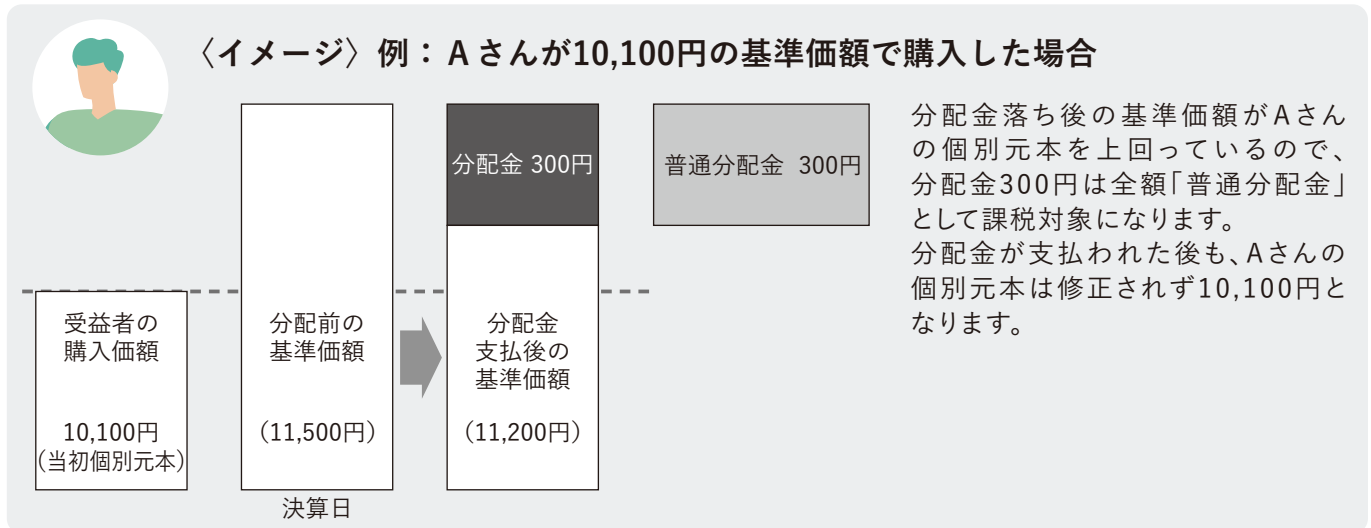 〈イメージ〉例：Aさんが10,100円の基準価額で購入した場合
受益者の
購入価額
10,100円
(当初個別元本)
分配前の
基準価額
(11,500円)
決算日
分配金 300円
分配金
支払後の
基準価額
(11,200円)
普通分配金 300円
分配金落ち後の基準価額がAさん
の個別元本を上回っているので、
分配金300円は全額「普通分配金」
として課税対象になります。
分配金が支払われた後も、Aさんの
個別元本は修正されず10,100円と
なります。